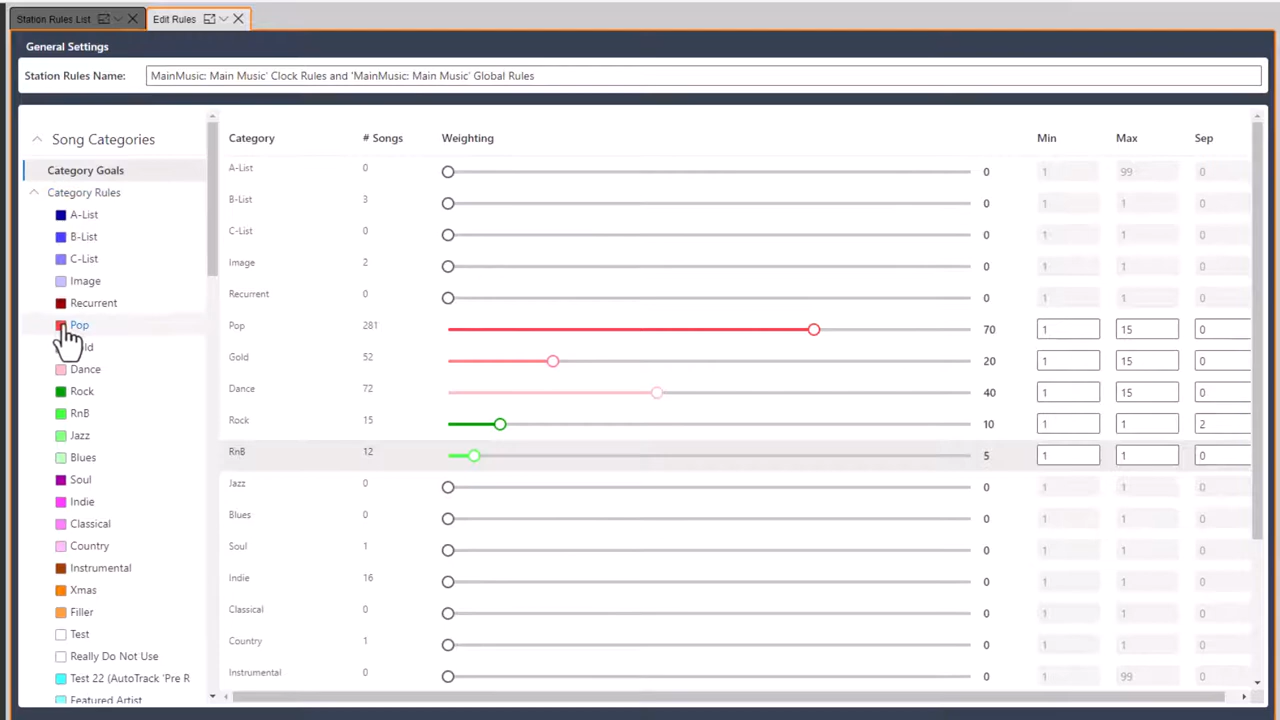 Station Rules List
Edit Rules
General Settings
Station Rules Name: MainMusic: Main Music' Clock Rules and 'MainMusic: Main Music' Global Rules
Song Categories
Category Goals
Category Rules
A-List
B-List
C-List
Image
Recurrent
Pop
Dance
Rock
RnB
Jazz
Blues
Soul
Indie
Classical
Country
Instrumental
Xmas
Filler
Test
Really Do Not Use
Test 22 (AutoTrack 'Pre R
Featured Artist
Category # Songs Weighting Min Max Sep
A-List 0 0 1 99 0
B-List 3 0 1 1 0
C-List 0 0 1 1 0
Image 2 0 1 1 0
Recurrent 0 0 1 1 0
Pop 281 70 1 15 0
Gold 52 20 1 15 0
Dance 72 40 1 15 0
Rock 15 10 1 1 2
RnB 12 5 1 1 0
Jazz 0 0 1 1 0
Blues 0 0 1 1 0
Soul 1 0 1 1 0
Indie 16 0 1 1 0
Classical 0 0 1 1 0
Country 1 0 1 1 0
Instrumental 0 0 1 99 0